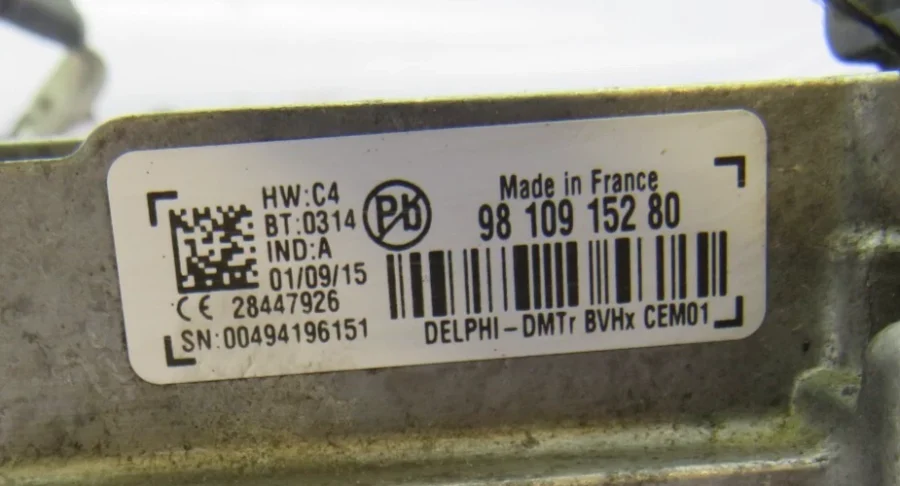 HW:C4
BT:0314
IND:A
01/09/15
CE 28447926
SN:00494196151
Pb
Made in France
98 109 152 80
DELPHI-DMTr BVHx CEM01